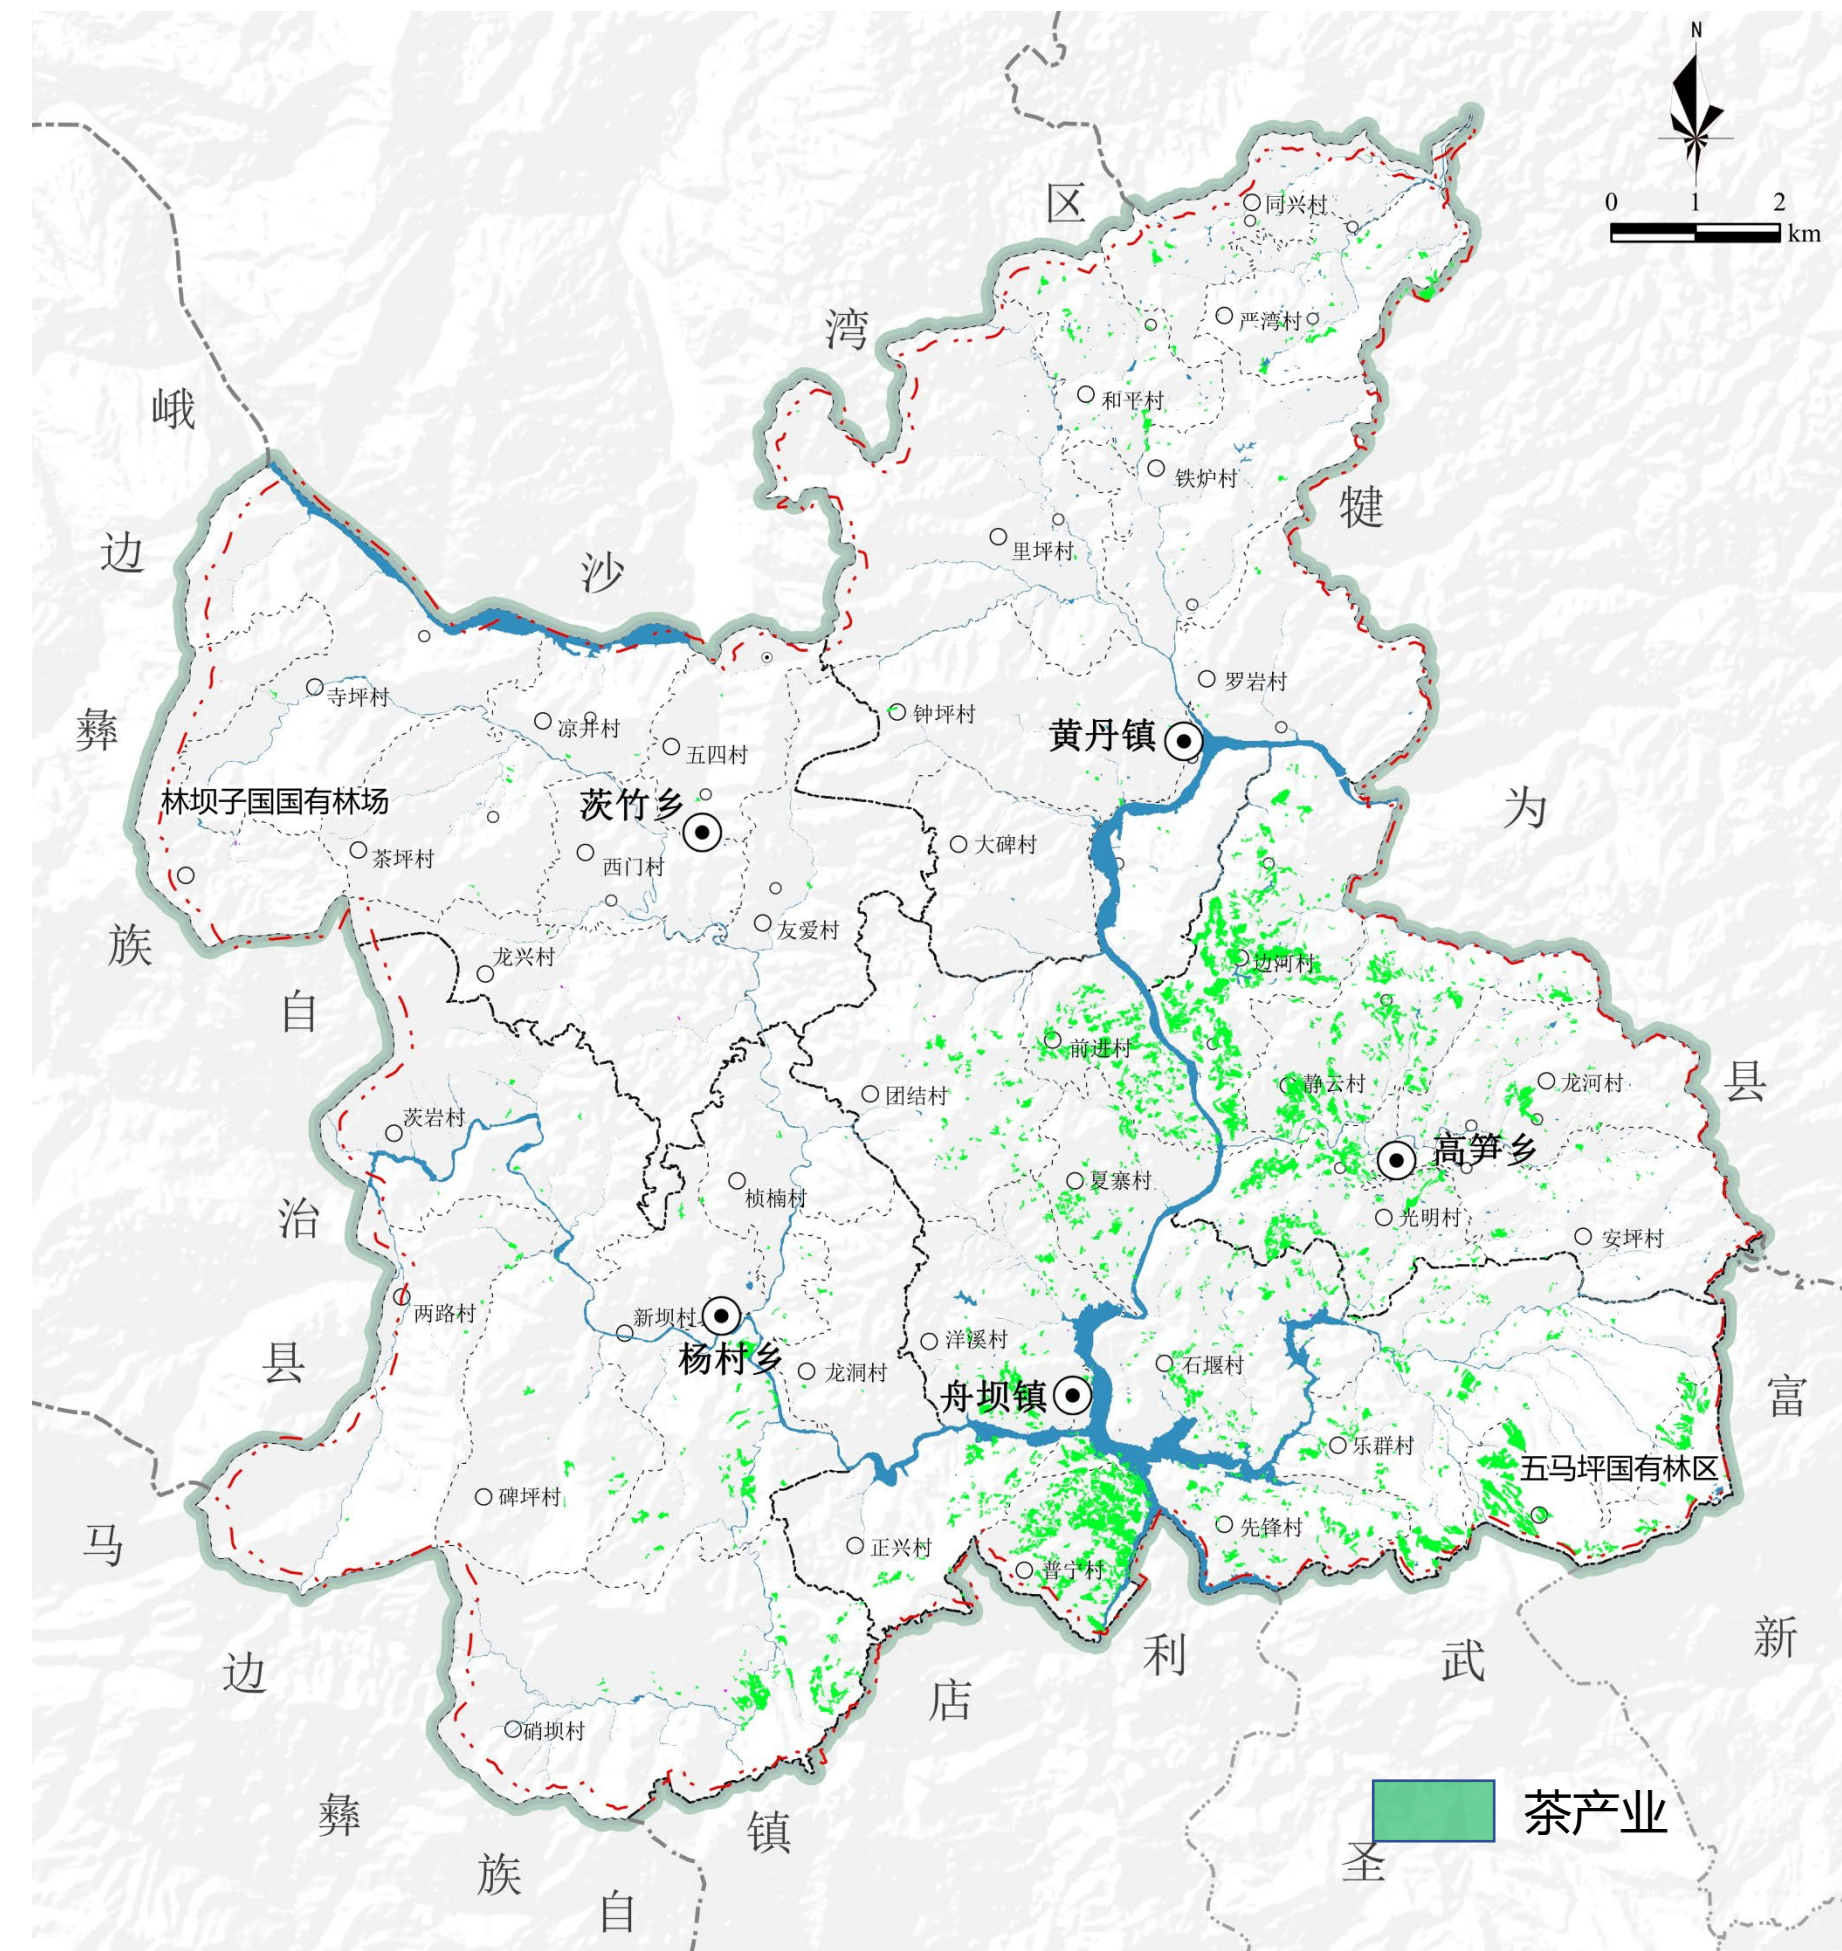 N
0 1 2
km
区
同兴村
湾
严湾村
峨
和平村
铁炉村
犍
边
沙
里坪村
寺坪村
罗岩村
彝
凉井村
钟坪村
黄丹镇
五四村
林坝子国国有林场
茨竹乡
为
大碑村
茶坪村
西门村
族
友爱村
龙兴村
边河村
自
前进村
静云村
龙河村
县
团结村
茨岩村
高笋乡
夏寨村
桢楠村
治
光明村
安坪村
两路村
新坝村
洋溪村
县
杨村乡
龙洞村
石堰村
舟坝镇
富
乐群村
五马坪国有林区
碑坪村
先锋村
马
正兴村
普宁村
新
利
武
边
店
硝坝村
茶产业
彝
镇
圣
族
自